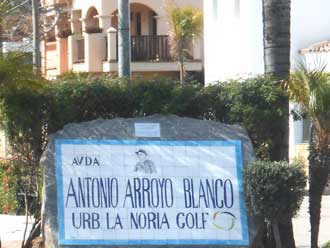 AVDA
ANTONIO ARROYO BLANCO
URB. LA NORIA GOLF